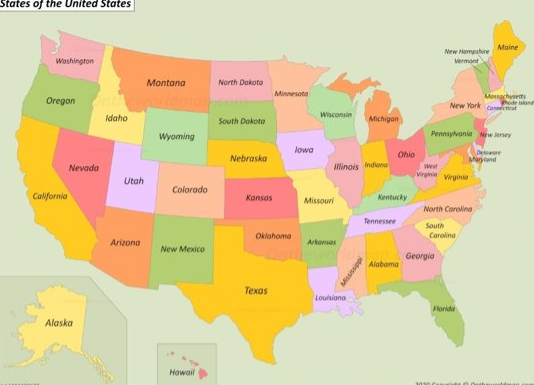 States of the United States
Washington
Oregon
California
Nevada
Idaho
Montana
Wyoming
Utah
Arizona
Colorado
New Mexico
North Dakota
South Dakota
Nebraska
Kansas
Oklahoma
Texas
Minnesota
Iowa
Missouri
Arkansas
Louisiana
Wisconsin
Illinois
Michigan
Indiana
Ohio
Kentucky
Tennessee
Mississippi
Alabama
Georgia
Florida
South
Carolina
North Carolina
Virginia
West
Virginia
Maryland
Delaware
Pennsylvania
New Jersey
New York
Connecticut
Rhode Island
Massachusetts
Vermont
New Hampshire
Maine
Alaska
Hawaii